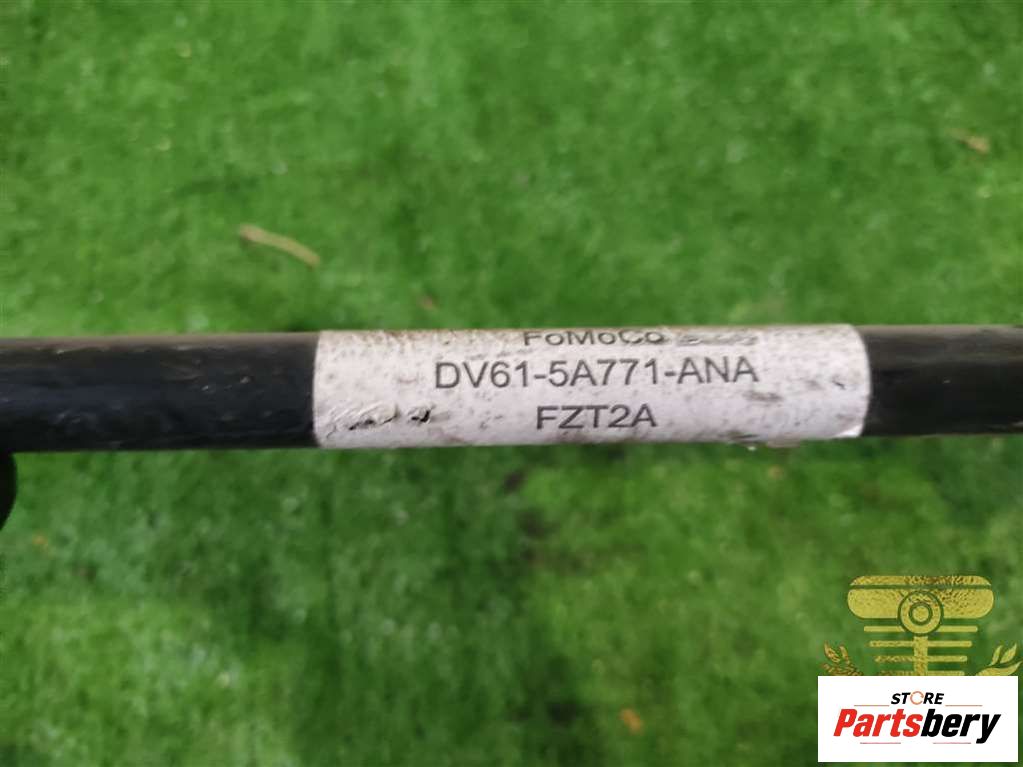 FoMoCo
DV61-5A771-ANA
FZT2A
STORE
Partsbery